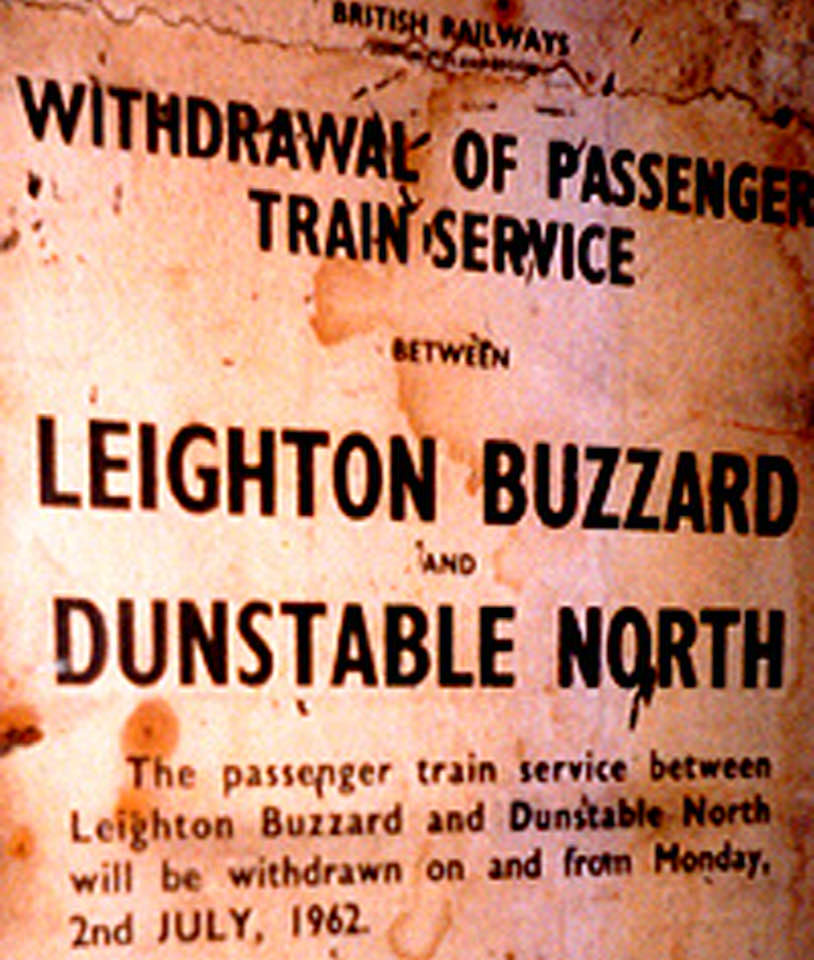 BRITISH RAILWAYS
WITHDRAWAL OF PASSENGER
TRAIN SERVICE
BETWEEN
LEIGHTON BUZZARD
AND
DUNSTABLE NORTH
The passenger train service between
Leighton Buzzard and Dunstable North
will be withdrawn on and from Monday,
2nd JULY, 1962.